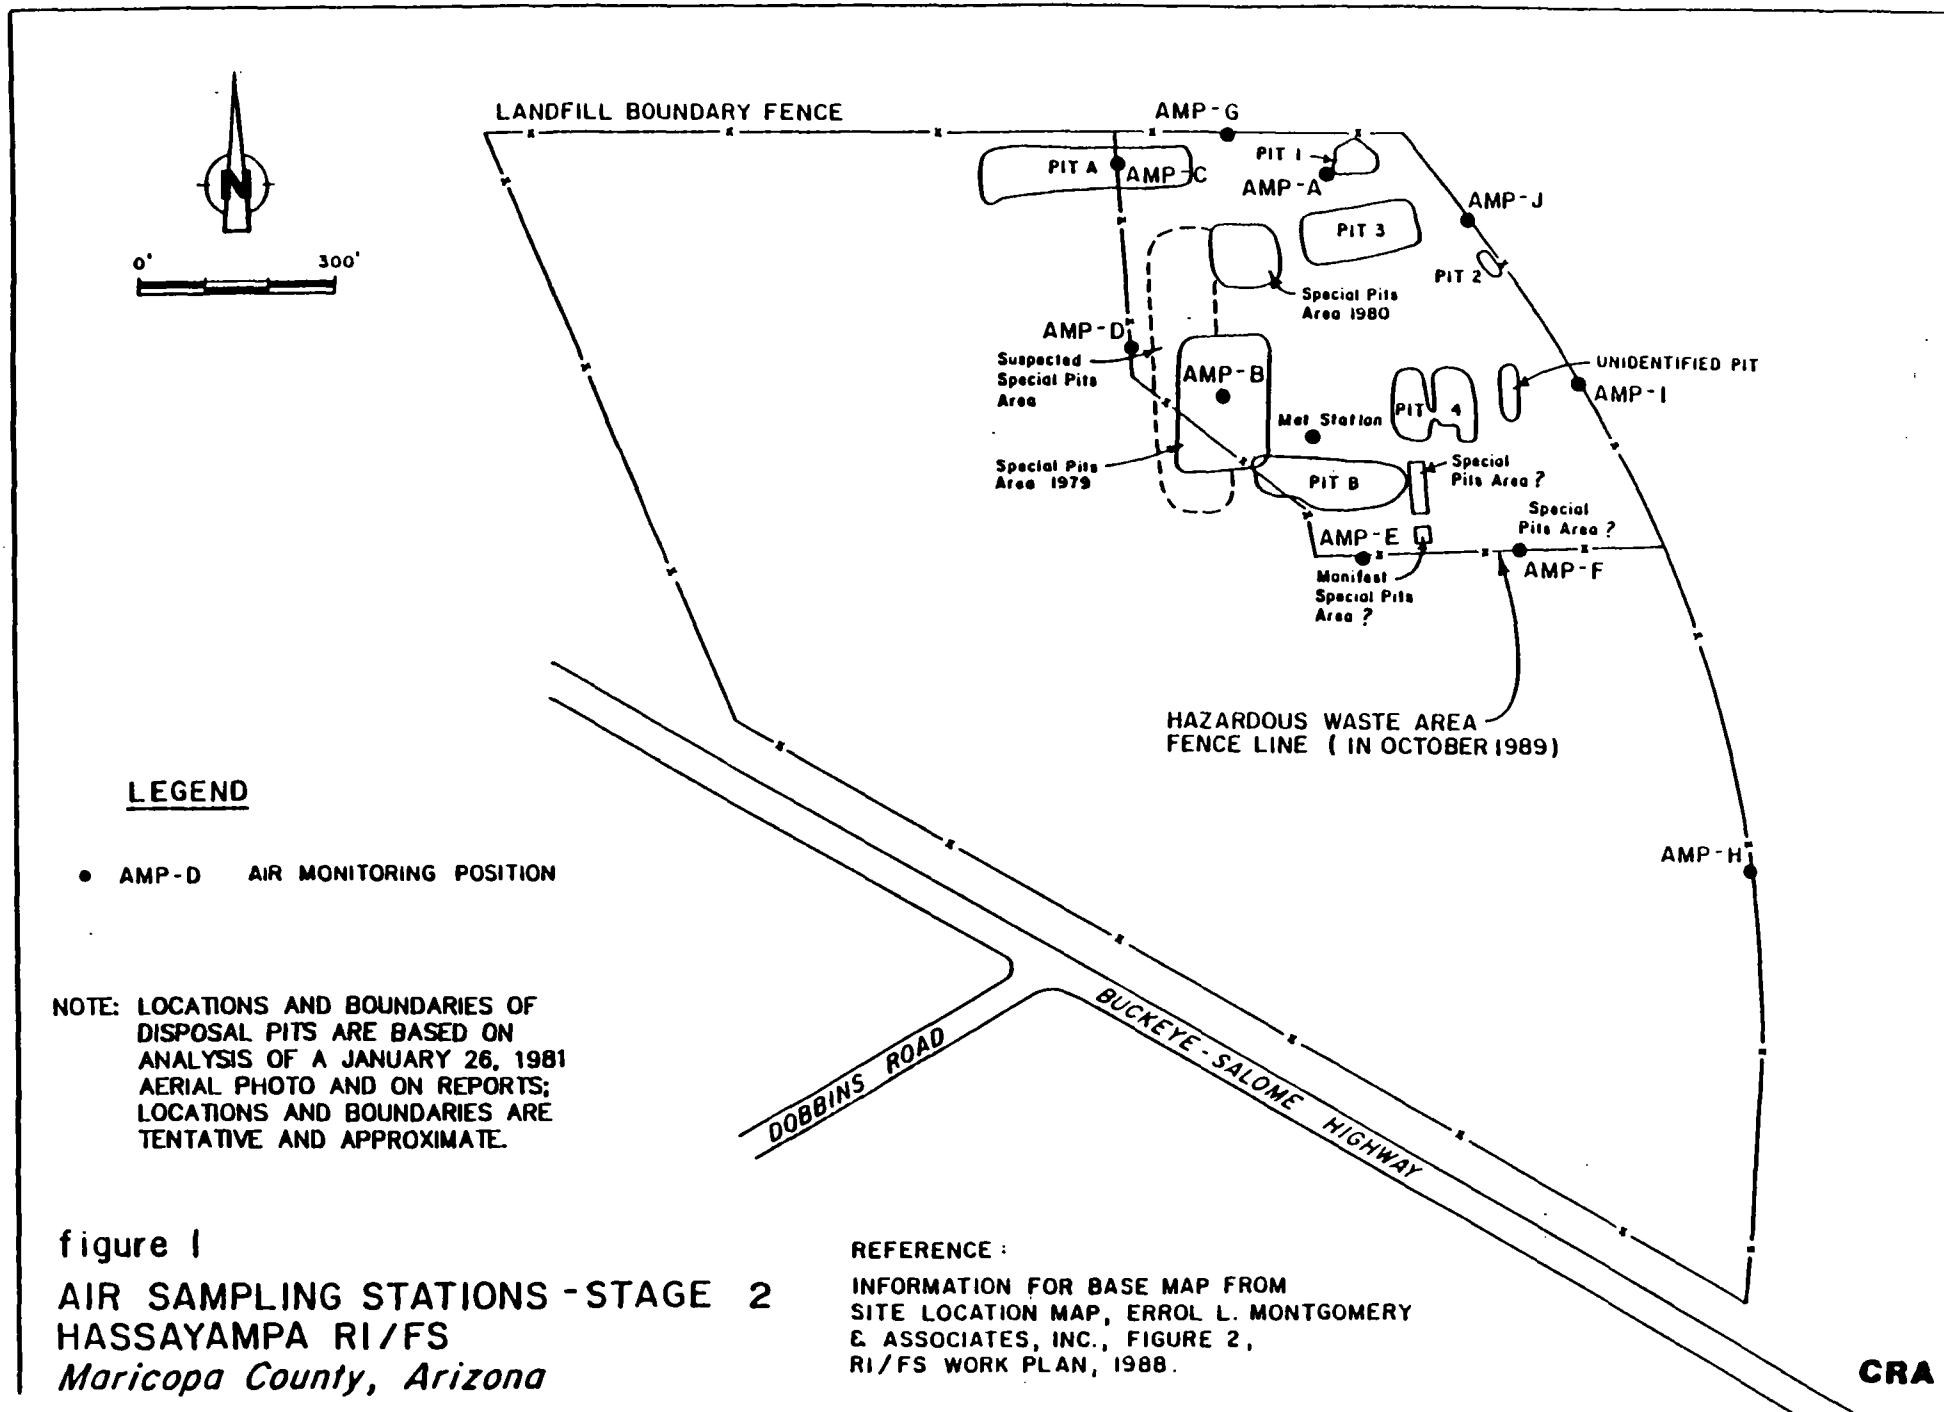 LANDFILL BOUNDARY FENCE
AMP-G
N
0' 300'
PIT A
AMP-C
PIT 1
AMP-A
AMP-J
PIT 3
PIT 2
Special Pits
Area 1980
AMP-D
Suspected
Special Pits
Area
AMP-B
UNIDENTIFIED PIT
AMP-I
PIT 4
Met Station
Special Pits
Area 1979
PIT B
Special
Pits Area ?
Special
Pits Area ?
AMP-E
AMP-F
Manifest
Special Pits
Area ?
HAZARDOUS WASTE AREA
FENCE LINE ( IN OCTOBER 1989)
LEGEND
AMP-D AIR MONITORING POSITION
AMP-H
NOTE: LOCATIONS AND BOUNDARIES OF
DISPOSAL PITS ARE BASED ON
ANALYSIS OF A JANUARY 26, 1981
AERIAL PHOTO AND ON REPORTS;
LOCATIONS AND BOUNDARIES ARE
TENTATIVE AND APPROXIMATE.
DOBBINS ROAD
BUCKEYE-SALOME HIGHWAY
figure 1
AIR SAMPLING STATIONS - STAGE 2
HASSAYAMPA RI/FS
Maricopa County, Arizona
REFERENCE :
INFORMATION FOR BASE MAP FROM
SITE LOCATION MAP, ERROL L. MONTGOMERY
& ASSOCIATES, INC., FIGURE 2,
RI/FS WORK PLAN, 1988.
CRA